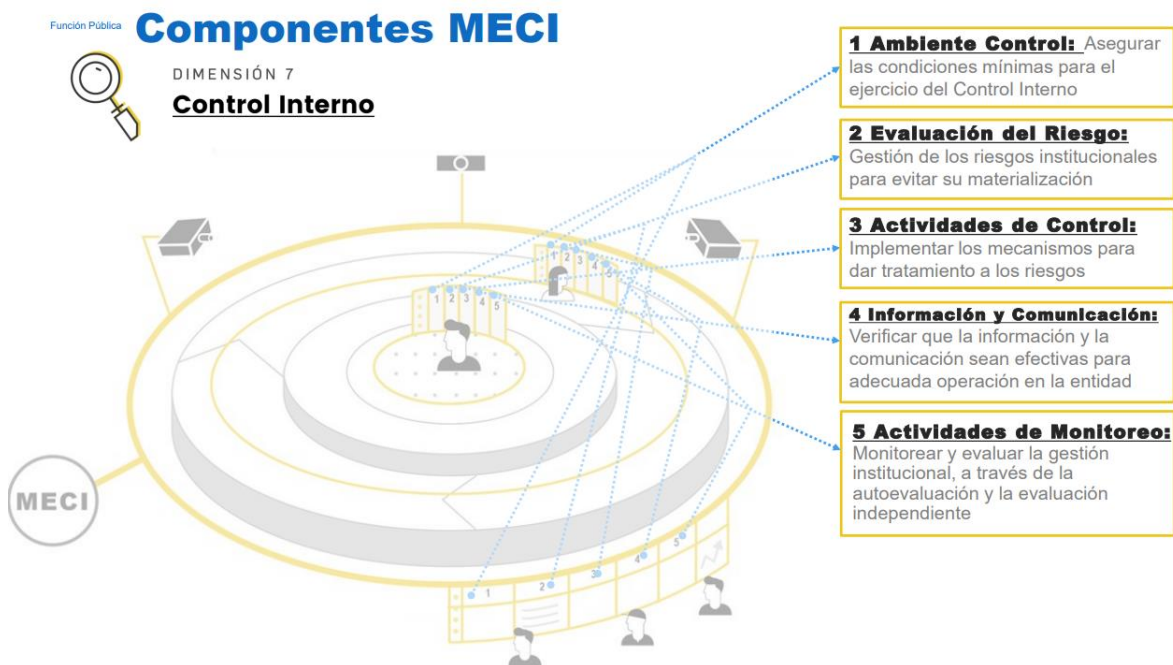 Función Pública
Componentes MECI
DIMENSIÓN 7
Control Interno
1 Ambiente Control: Asegurar
las condiciones mínimas para el
ejercicio del Control Interno
2 Evaluación del Riesgo:
Gestión de los riesgos institucionales
para evitar su materialización
3 Actividades de Control:
Implementar los mecanismos para
dar tratamiento a los riesgos
4 Información y Comunicación:
Verificar que la información y la
comunicación sean efectivas para
adecuada operación en la entidad
5 Actividades de Monitoreo:
Monitorear y evaluar la gestión
institucional, a través de la
autoevaluación y la evaluación
independiente
1 2 3 4 5
1 2 3 4 5
MECI
1 2 3 4 5